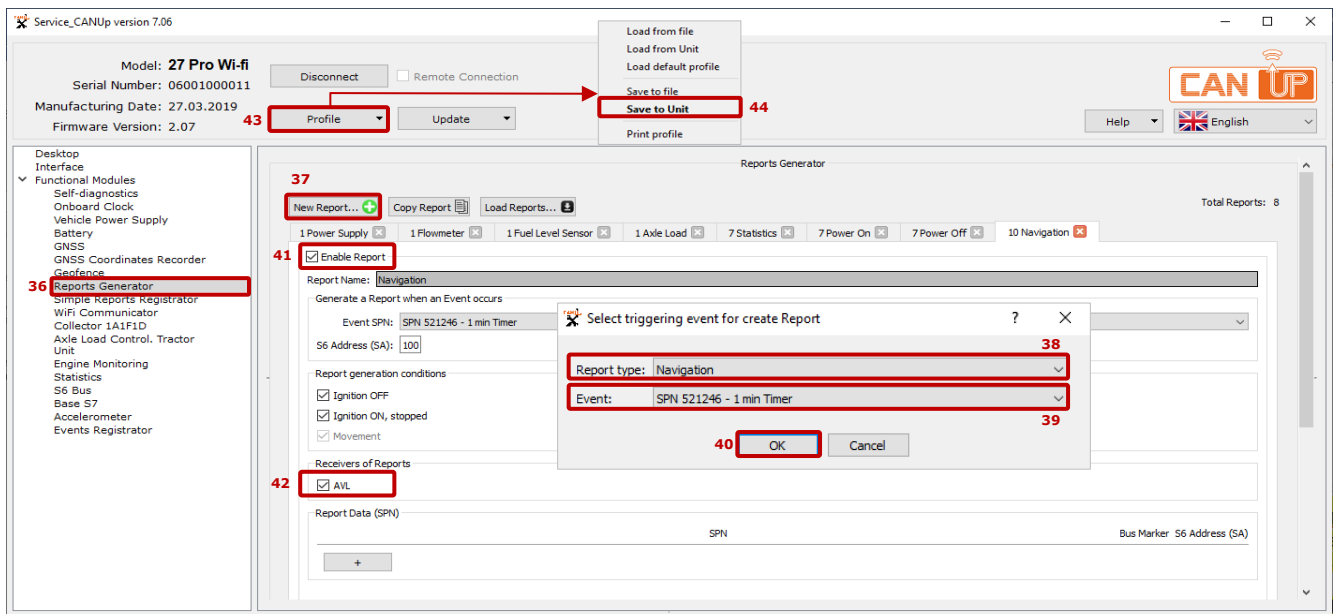 Service_CANUp version 7.06
Model: 27 Pro Wi-fi
Serial Number: 06001000011
Manufacturing Date: 27.03.2019
Firmware Version: 2.07
Disconnect
Remote Connection
43 Profile
Update
Load from file
Load from Unit
Load default profile
Save to file
Save to Unit 44
Print profile
CAN UP
Help
English
Desktop
Interface
Functional Modules
Self-diagnostics
Onboard Clock
Vehicle Power Supply
Battery
GNSS
GNSS Coordinates Recorder
Geofence
36 Reports Generator
Simple Reports Registrator
WiFi Communicator
Collector 1A1F1D
Axle Load Control. Tractor
Unit
Engine Monitoring
Statistics
S6 Bus
Base S7
Accelerometer
Events Registrator
Reports Generator
37
New Report... Copy Report Load Reports... Total Reports: 8
1 Power Supply 1 Flowmeter 1 Fuel Level Sensor 1 Axle Load 7 Statistics 7 Power On 7 Power Off 10 Navigation
41 Enable Report
Report Name: Navigation
Generate a Report when an Event occurs
Event SPN: SPN 521246 - 1 min Timer
S6 Address (SA): 100
Report generation conditions
Ignition OFF
Ignition ON, stopped
Movement
Receivers of Reports
42 AVL
Report Data (SPN)
SPN Bus Marker S6 Address (SA)
+
Select triggering event for create Report ?
38
Report type: Navigation
Event: SPN 521246 - 1 min Timer
39
40 OK Cancel